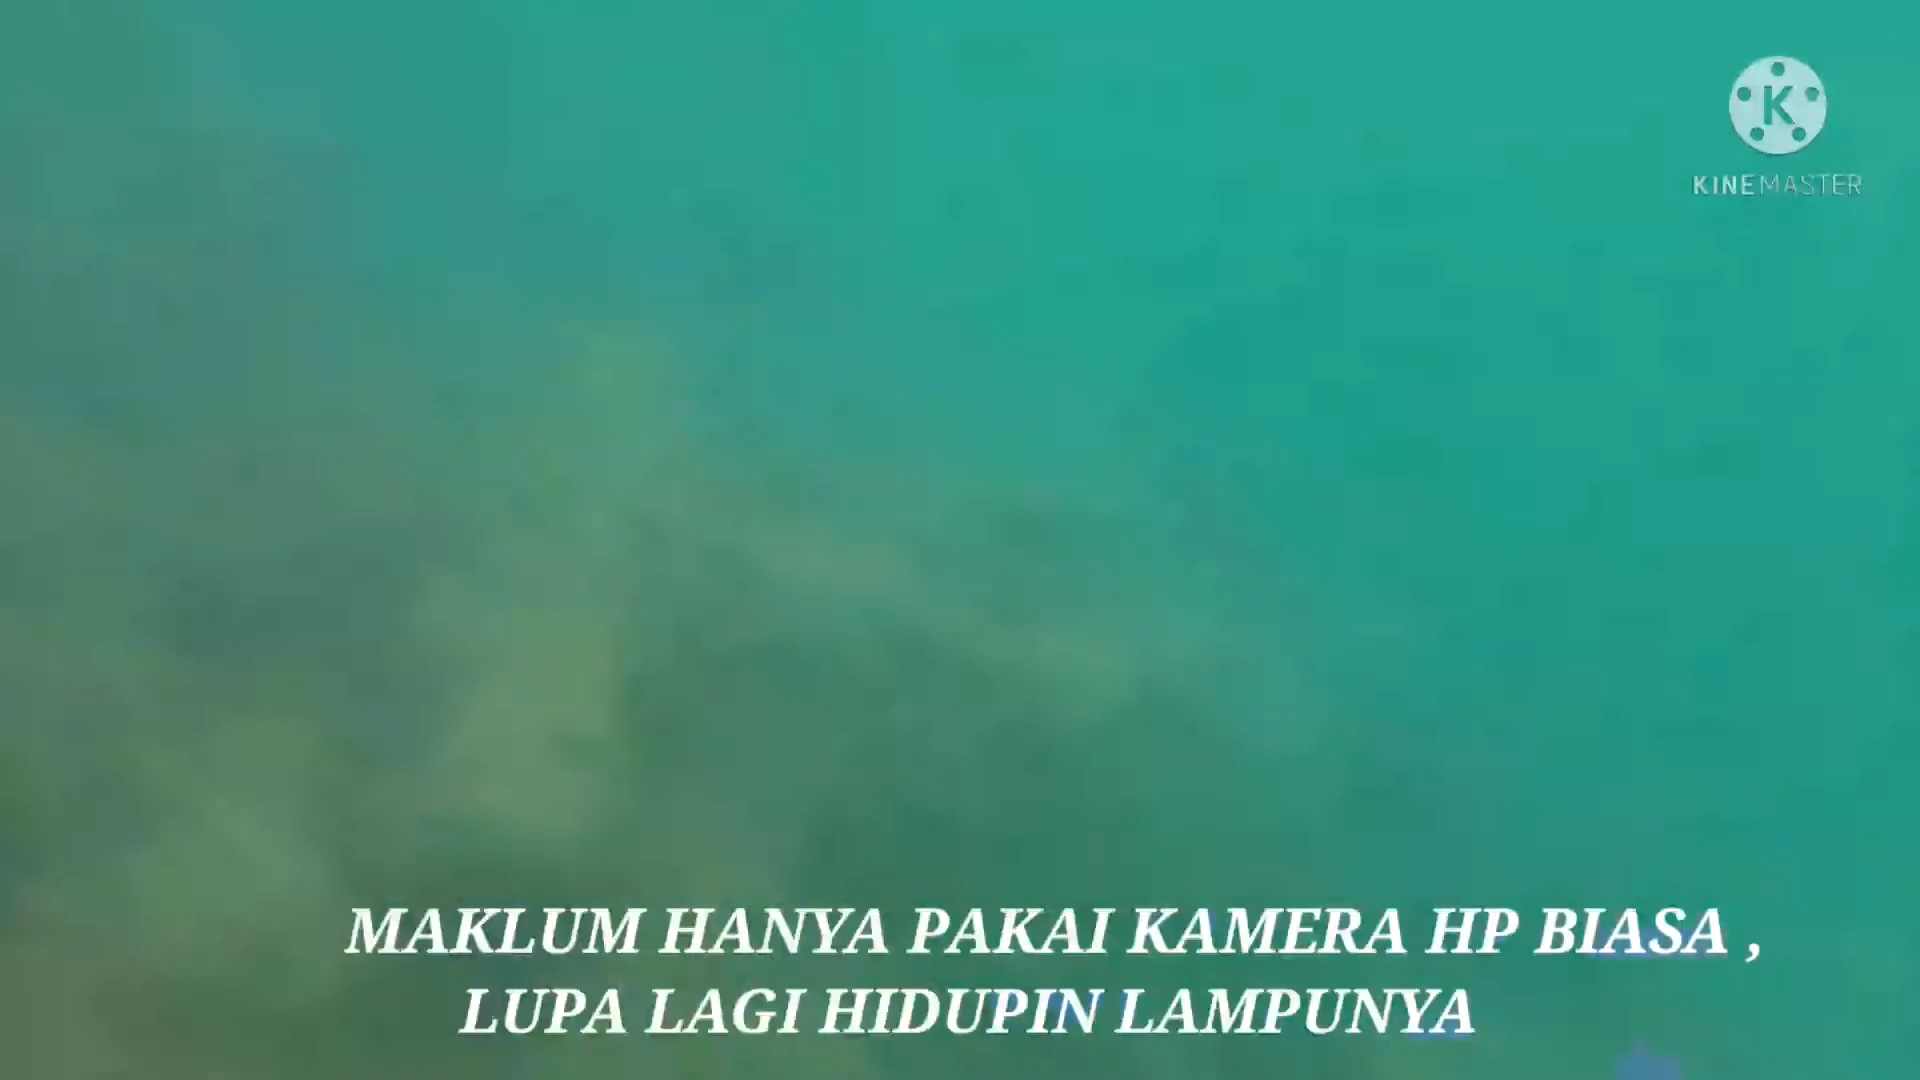 K
KINEMASTER
MAKLUM HANYA PAKAI KAMERA HP BIASA ,
LUPA LAGI HIDUPIN LAMPUNYA